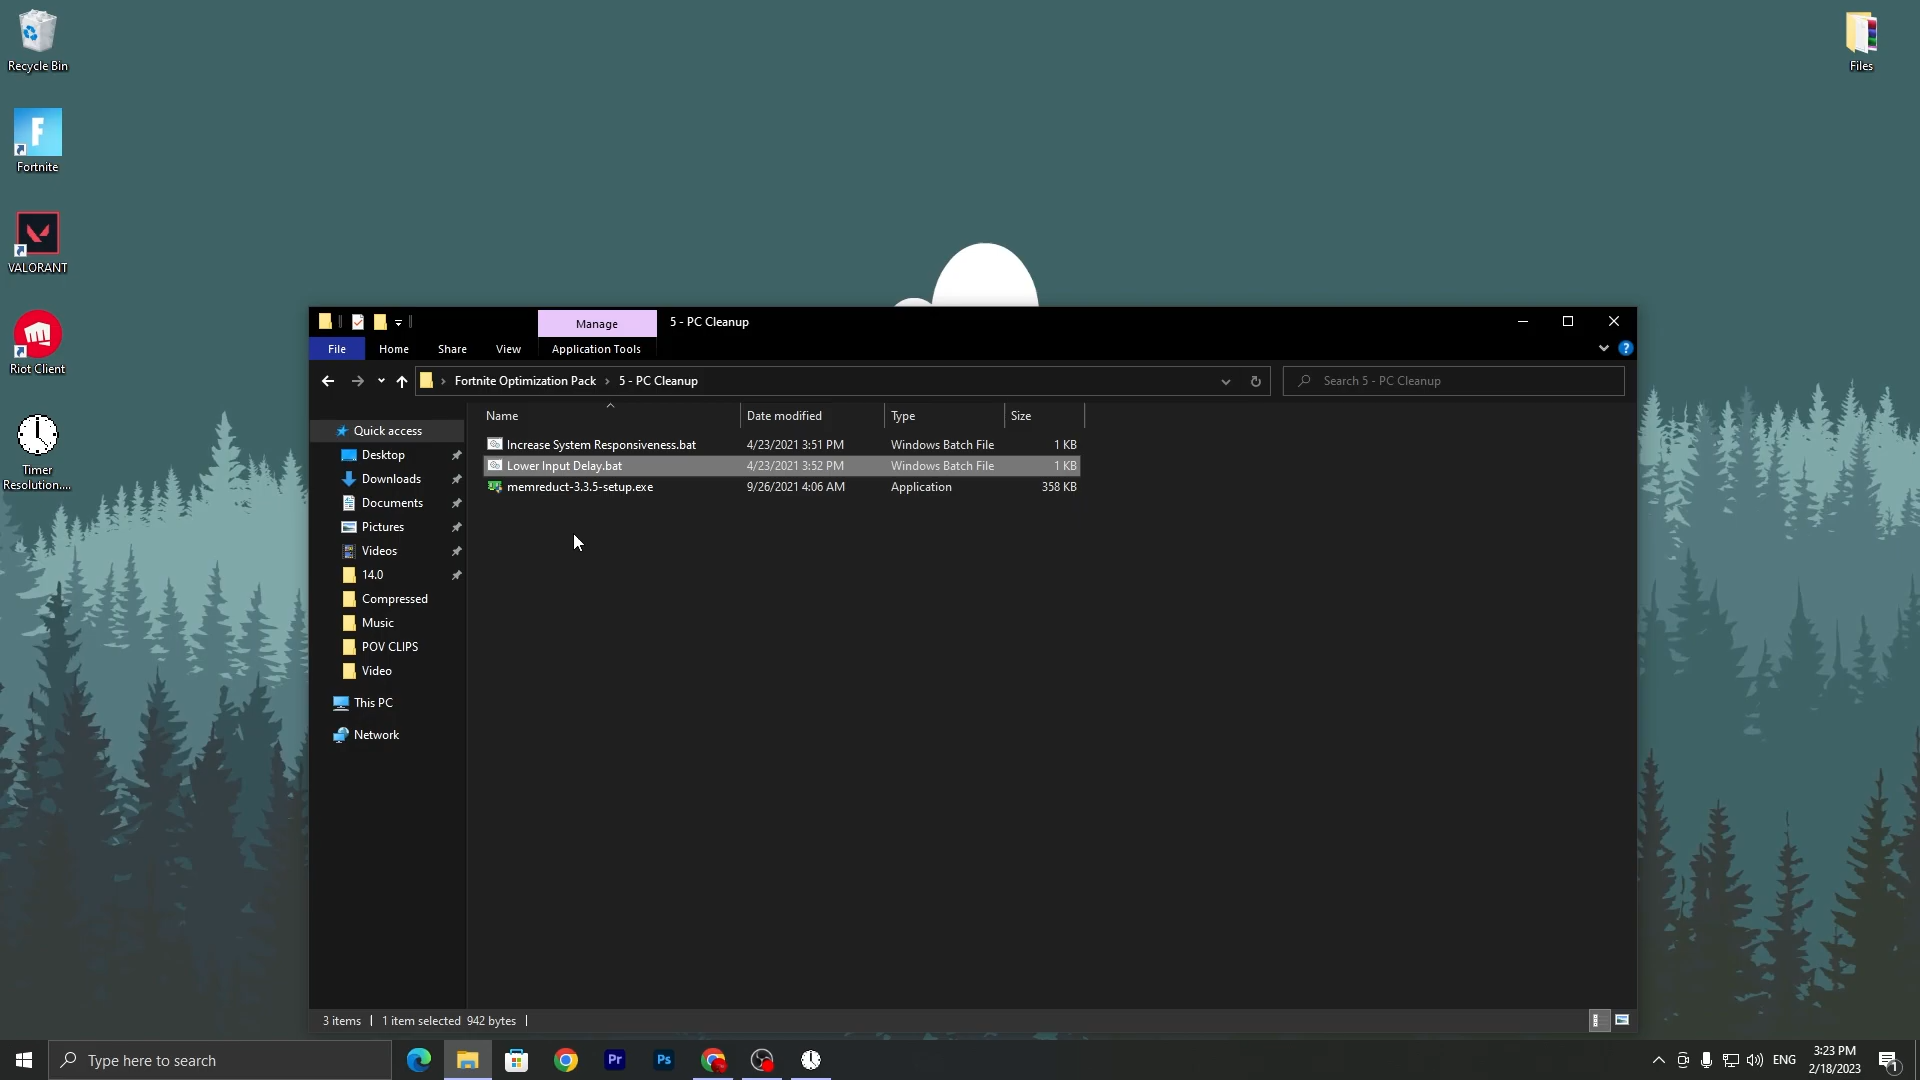 Recycle Bin
Files
Fortnite
VALORANT
Riot Client
Timer
Resolution....
Manage
5 - PC Cleanup
File
Home
Share
View
Application Tools
Fortnite Optimization Pack
5 - PC Cleanup
Search 5 - PC Cleanup
Name
Date modified
Type
Size
Quick access
Desktop
Downloads
Documents
Pictures
Videos
14.0
Compressed
Music
POV CLIPS
Video
This PC
Network
Increase System Responsiveness.bat 4/23/2021 3:51 PM Windows Batch File 1 KB
Lower Input Delay.bat 4/23/2021 3:52 PM Windows Batch File 1 KB
memreduct-3.3.5-setup.exe 9/26/2021 4:06 AM Application 358 KB
3 items 1 item selected 942 bytes
Type here to search
Pr
Ps
ENG
3:23 PM
2/18/2023
1